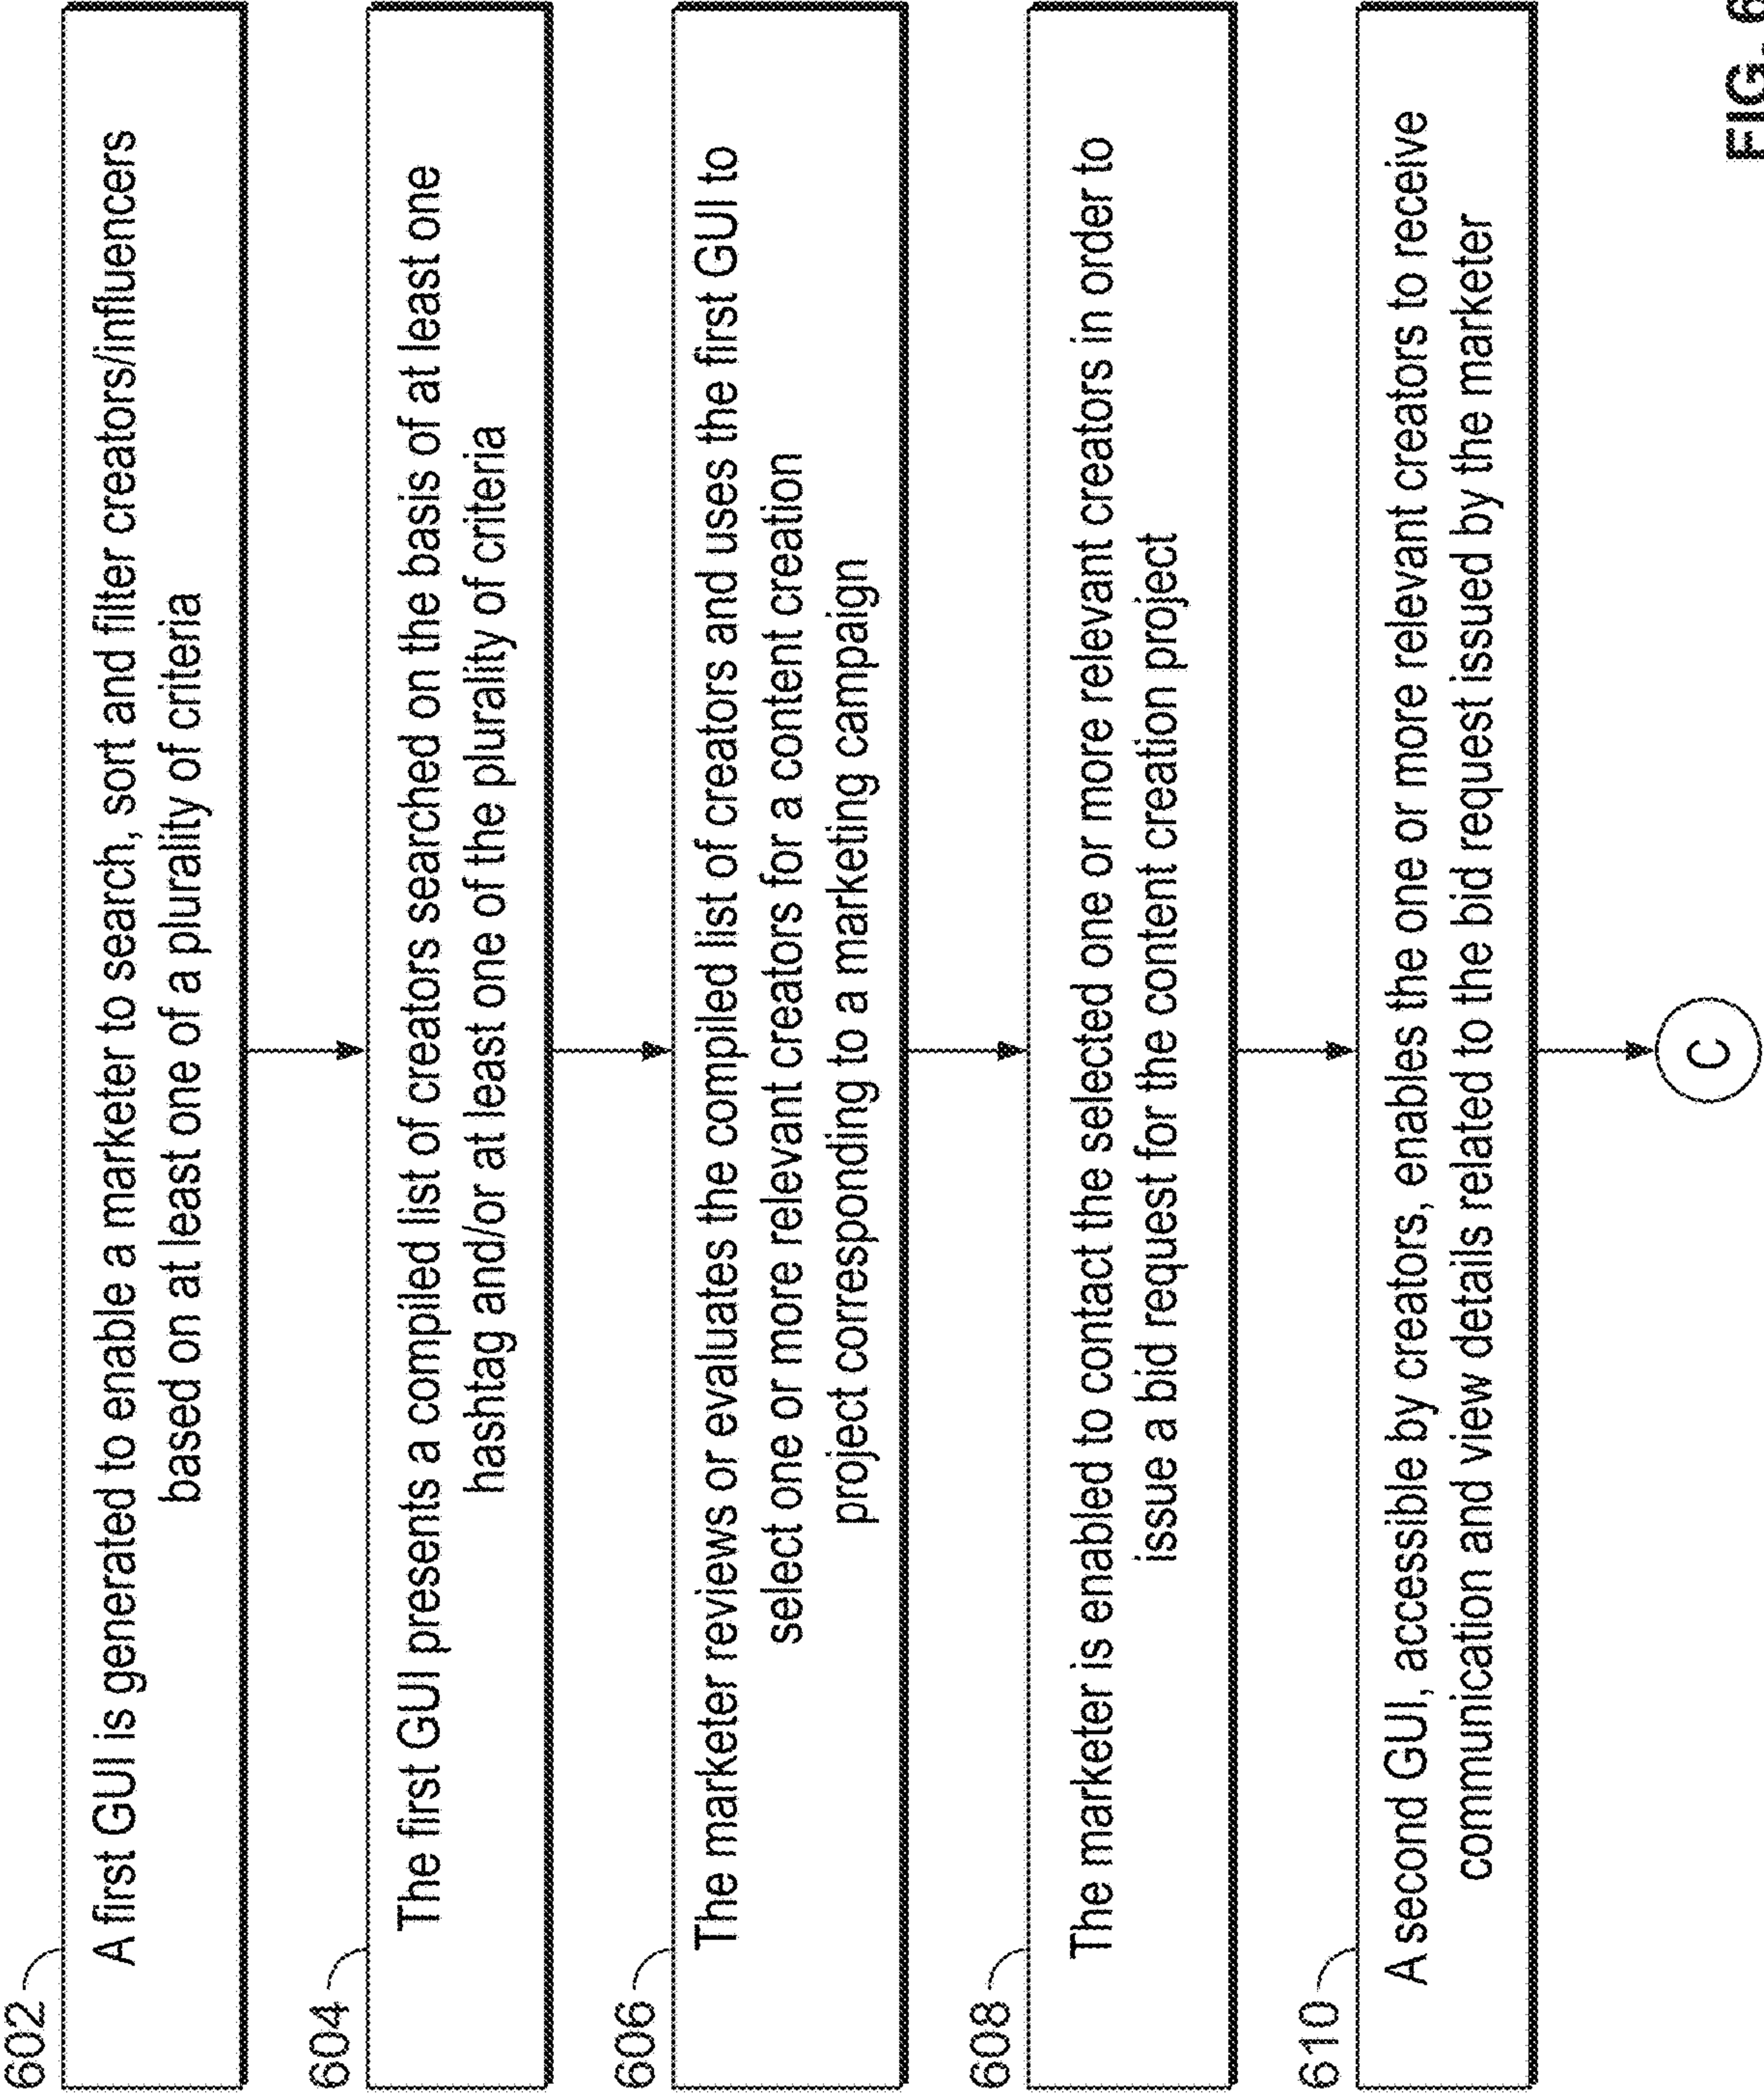 602
A first GUI is generated to enable a marketer to search, sort and filter creators/influencers
based on at least one of a plurality of criteria
604
The first GUI presents a compiled list of creators searched on the basis of at least one
hashtag and/or at least one of the plurality of criteria
606
The marketer reviews or evaluates the compiled list of creators and uses the first GUI to
select one or more relevant creators for a content creation
project corresponding to a marketing campaign
608
The marketer is enabled to contact the selected one or more relevant creators in order to
issue a bid request for the content creation project
610
A second GUI, accessible by creators, enables the one or more relevant creators to receive
communication and view details related to the bid request issued by the marketer
C
FIG. 6